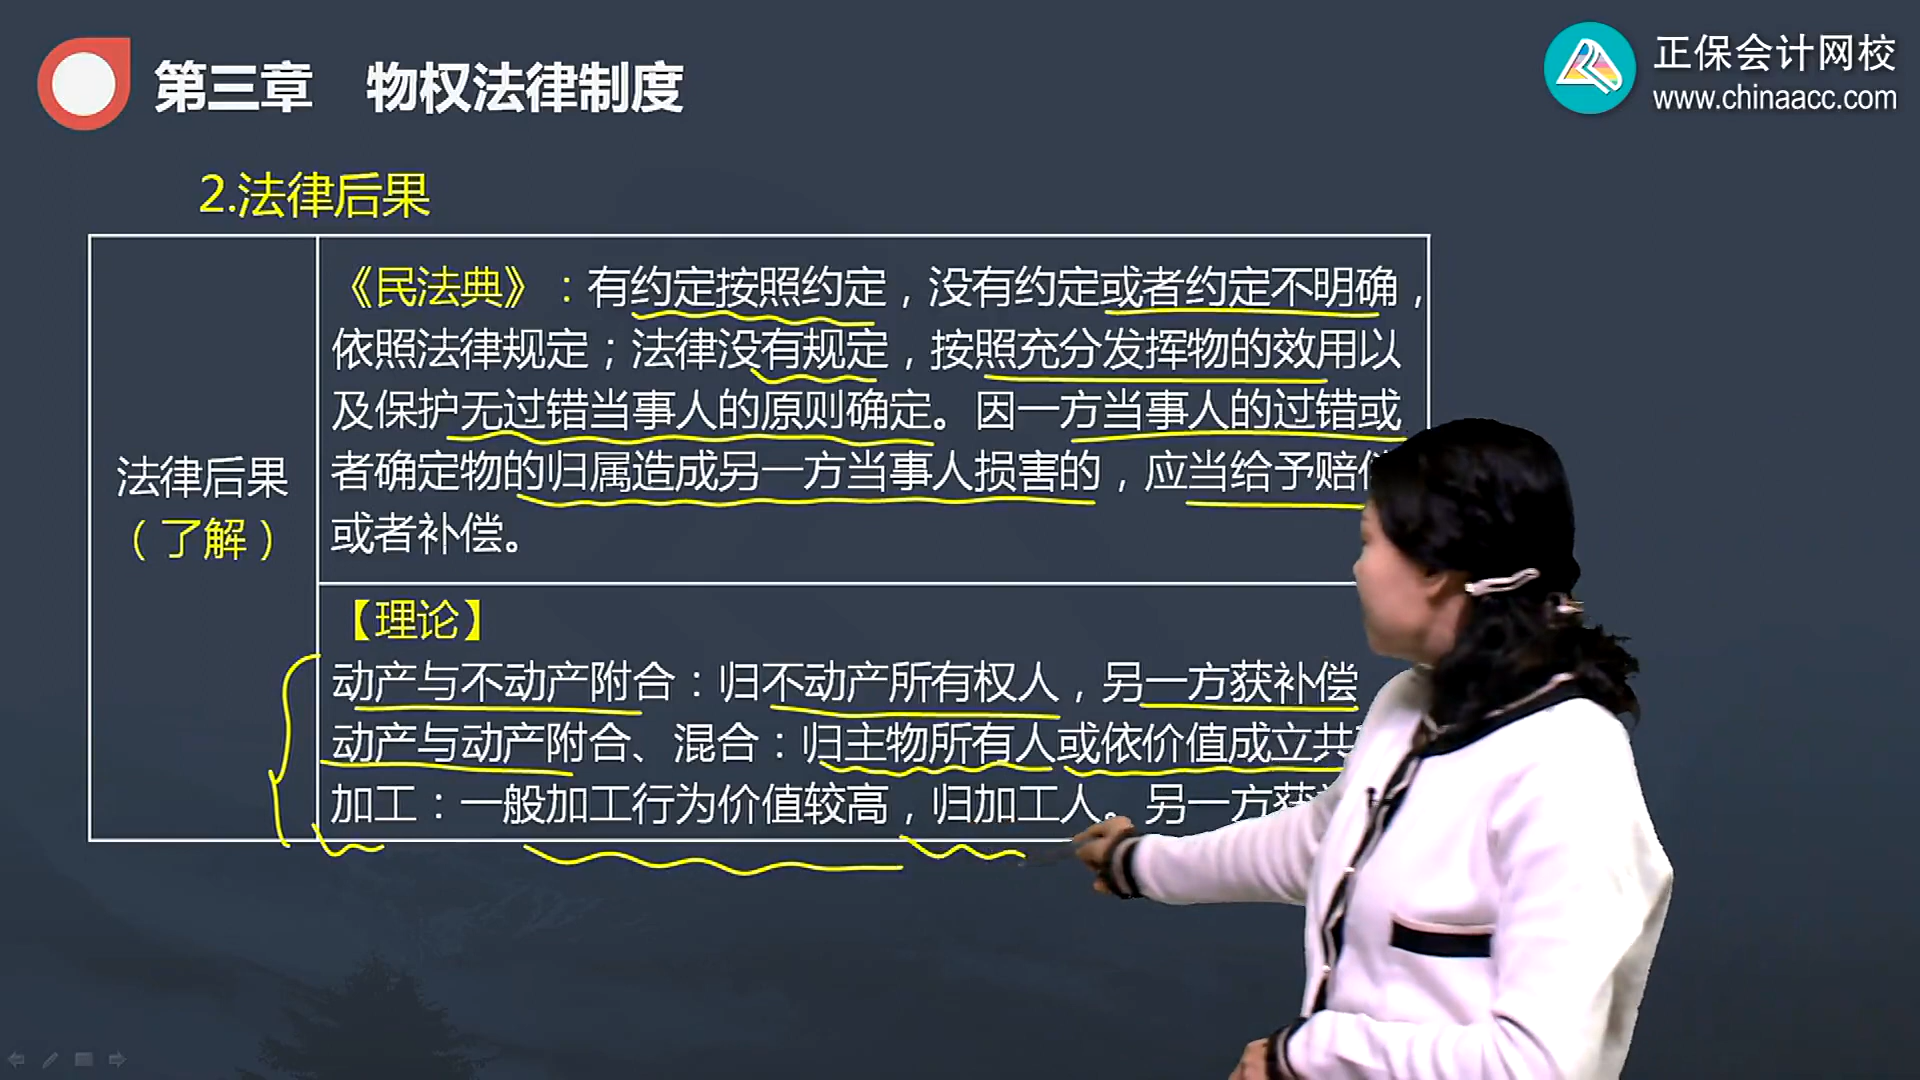 第三章 物权法律制度
正保会计网校
www.chinaacc.com
2.法律后果
法律后果
（了解）
《民法典》：有约定按照约定，没有约定或者约定不明确，
依照法律规定；法律没有规定，按照充分发挥物的效用以
及保护无过错当事人的原则确定。因一方当事人的过错或
者确定物的归属造成另一方当事人损害的，应当给予赔偿
或者补偿。
【理论】
动产与不动产附合：归不动产所有权人，另一方获补偿
动产与动产附合、混合：归主物所有人或依价值成立共
加工：一般加工行为价值较高，归加工人。另一方获